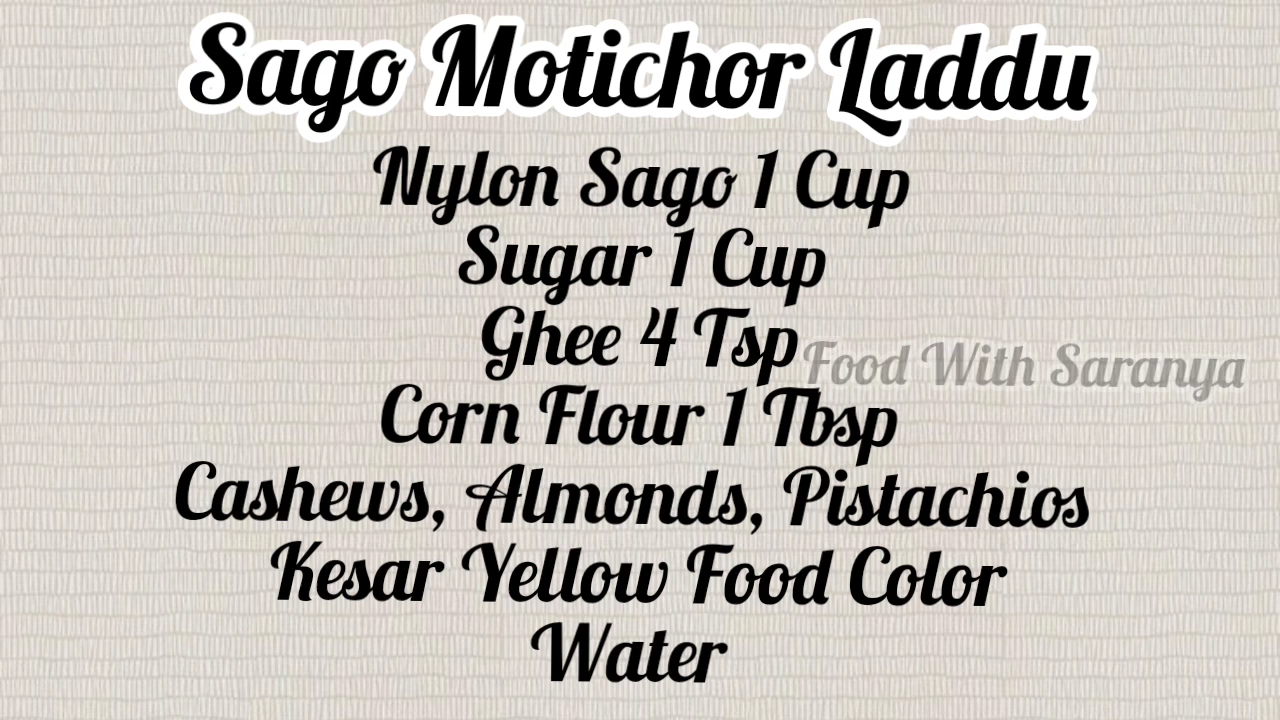 Sago Motichor Laddu
Nylon Sago 1 Cup
Sugar 1 Cup
Ghee 4 Tsp
Food With Saranya
Corn Flour 1 Tbsp
Cashews, Almonds, Pistachios
Kesar Yellow Food Color
Water